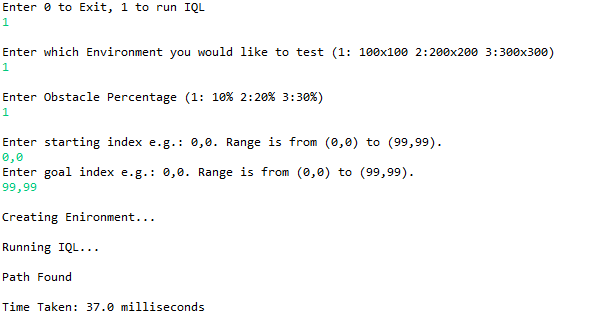 Enter 0 to Exit, 1 to run IQL
1
Enter which Environment you would like to test (1: 100x100 2:200x200 3:300x300)
1
Enter Obstacle Percentage (1: 10% 2:20% 3:30%)
1
Enter starting index e.g.: 0,0. Range is from (0,0) to (99,99).
0,0
Enter goal index e.g.: 0,0. Range is from (0,0) to (99,99).
99,99
Creating Enironment...
Running IQL...
Path Found
Time Taken: 37.0 milliseconds